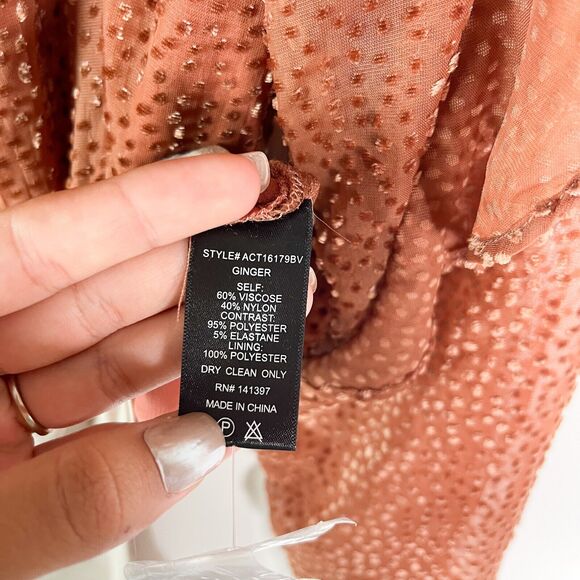 STYLE# ACT16179BV
GINGER
SELF:
60% VISCOSE
40% NYLON
CONTRAST:
95% POLYESTER
5% ELASTANE
LINING:
100% POLYESTER
DRY CLEAN ONLY
RN# 141397
MADE IN CHINA
P